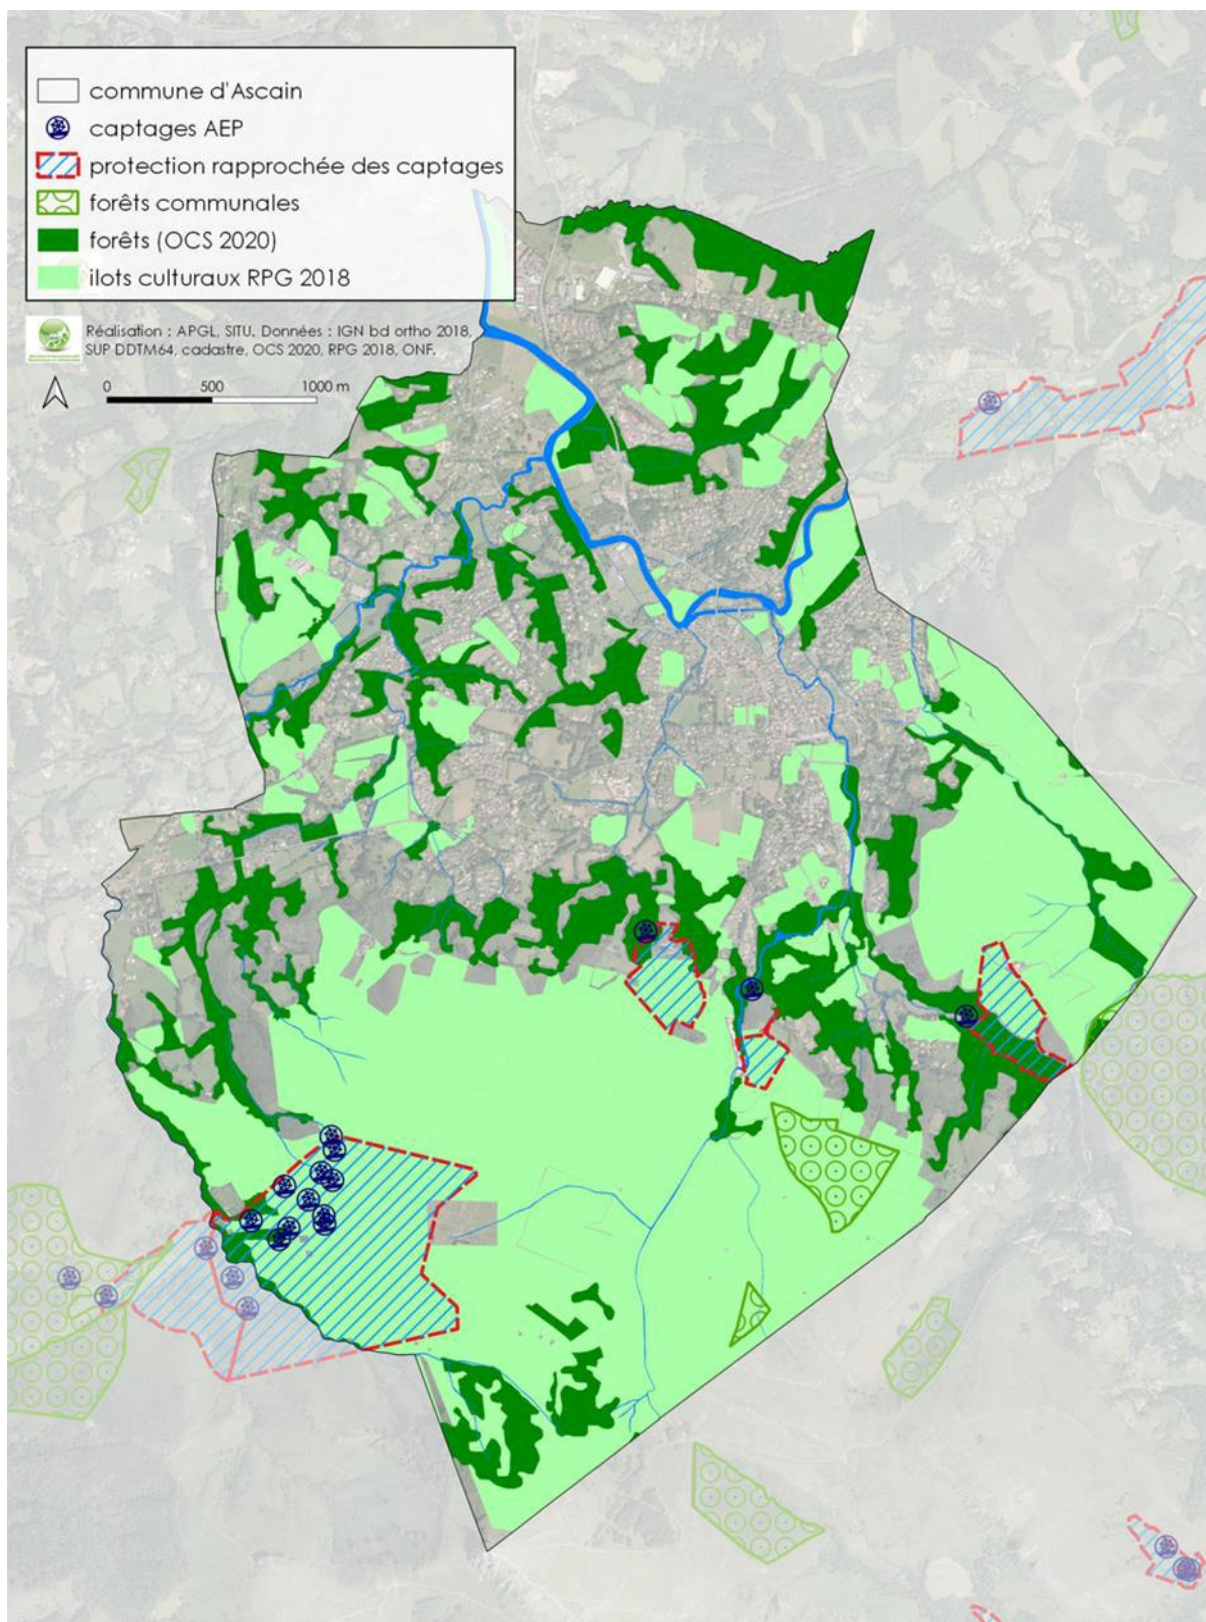 commune d'Ascain
captages AEP
protection rapprochée des captages
forêts communales
forêts (OCS 2020)
ilots culturaux RPG 2018
Réalisation : APGL, SITU. Données : IGN bd ortho 2018,
SUP DDTM64, cadastre, OCS 2020, RPG 2018, ONF.
0 500 1000 m